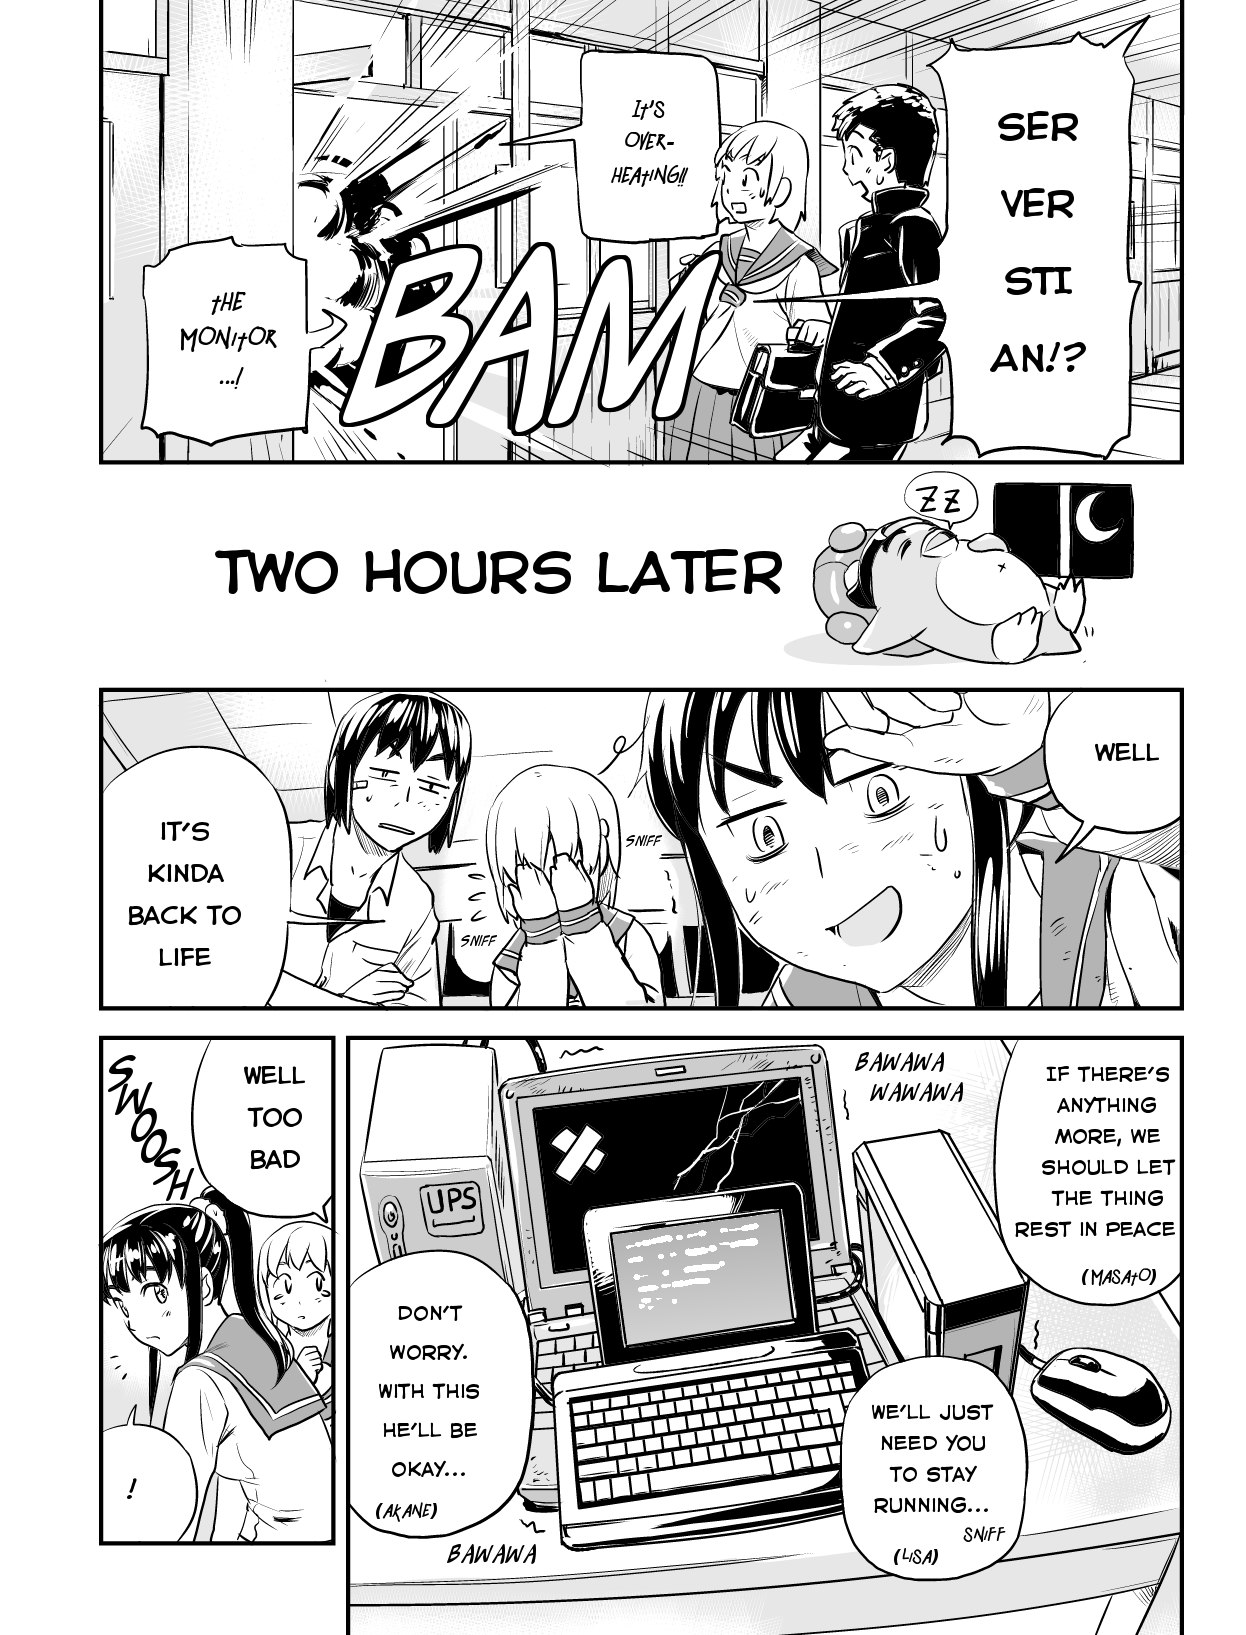 SER
VER
STI
AN!?
IT'S
OVER-
HEATING!!
BAM
THE
MONITOR
...!
TWO HOURS LATER
ZZ
WELL
SNIFF
SNIFF
IT'S
KINDA
BACK TO
LIFE
IF THERE'S
ANYTHING
MORE, WE
SHOULD LET
THE THING
REST IN PEACE
(MASATO)
BAWAWA
WAWAWA
UPS
DON'T
WORRY.
WITH THIS
HE'LL BE
OKAY...
(AKANE)
WE'LL JUST
NEED YOU
TO STAY
RUNNING...
SNIFF
(LISA)
BAWAWA
WELL
TOO
BAD
SWOOSH
!